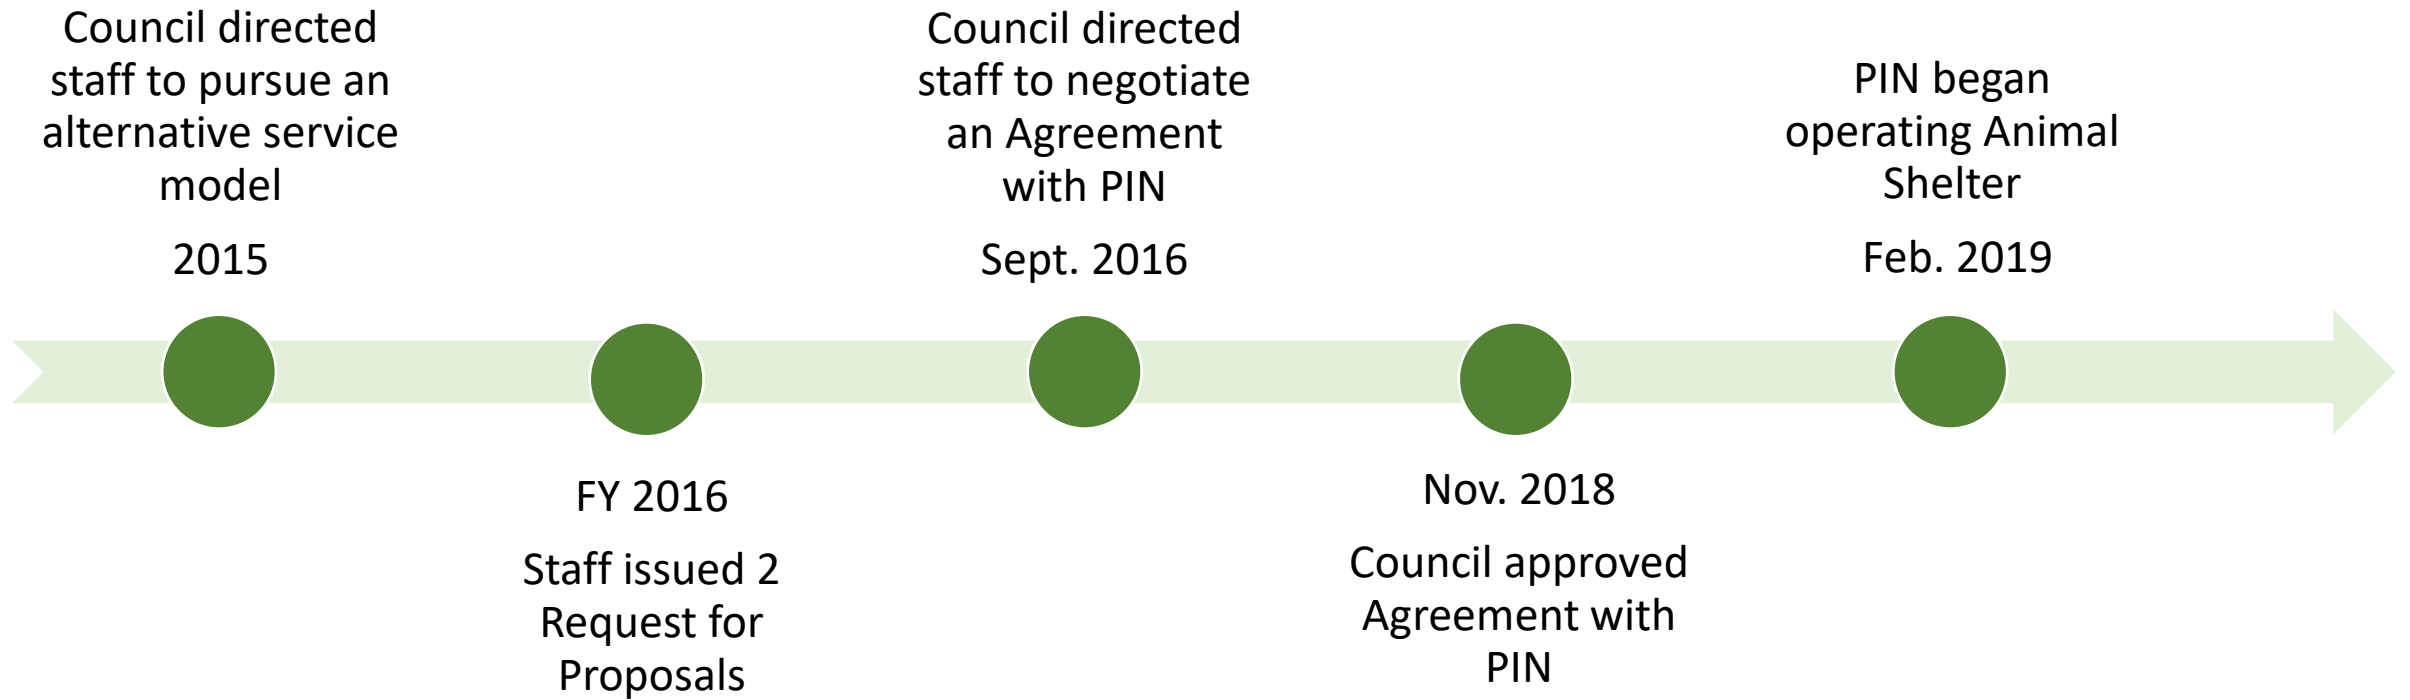 Council directed
staff to pursue an
alternative service
model
2015
FY 2016
Staff issued 2
Request for
Proposals
Council directed
staff to negotiate
an Agreement
with PIN
Sept. 2016
Nov. 2018
Council approved
Agreement with
PIN
PIN began
operating Animal
Shelter
Feb. 2019